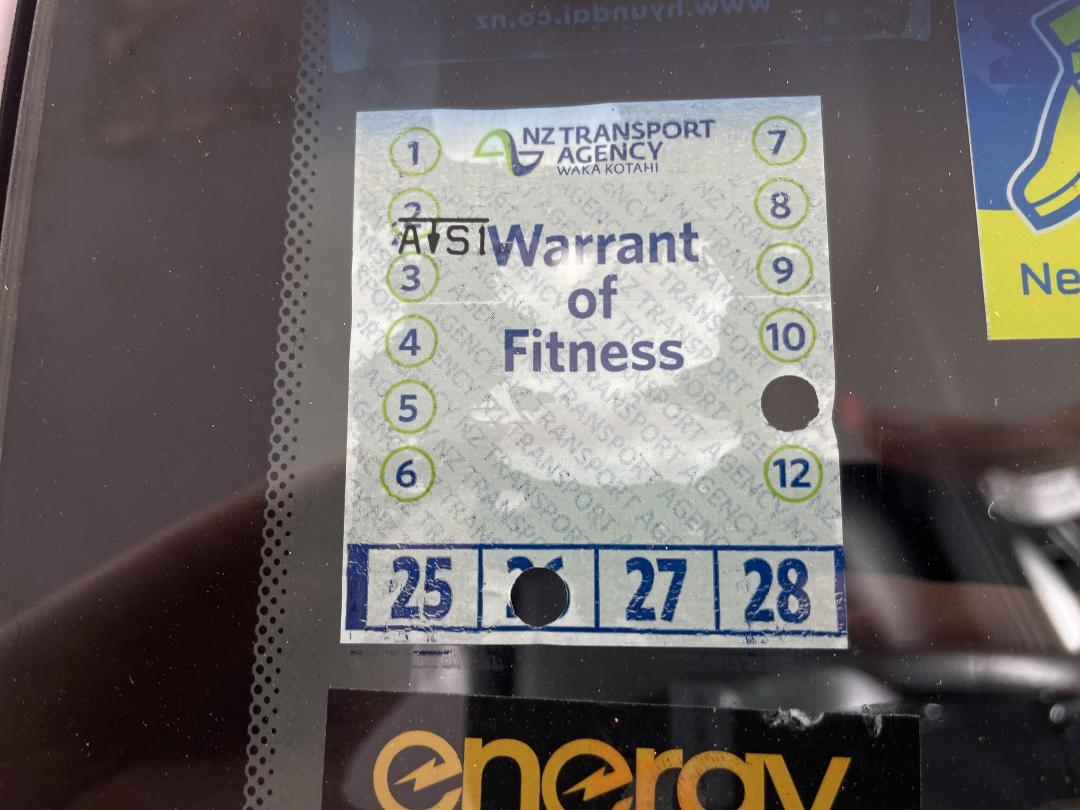 www.hyundai.co.nz
1 NZ TRANSPORT 7
AGENCY
WAKA KOTAHI
2 8
Warrant
3 9
of
4 10
Fitness
5
6 12
25 26 27 28
Ne
energy